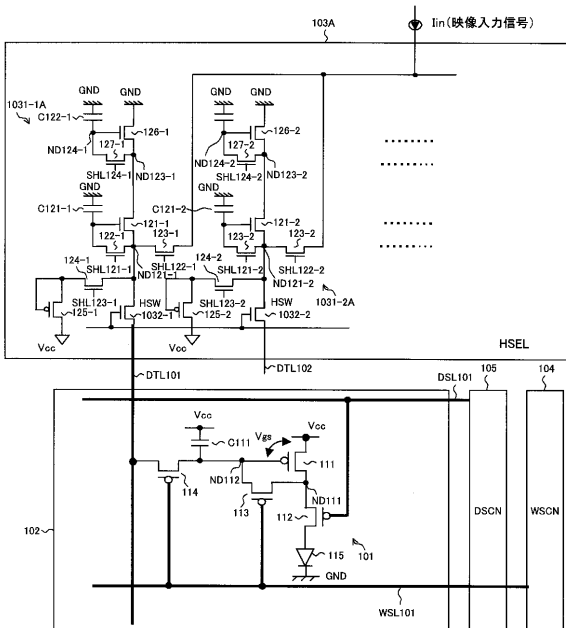 103A
Iin(映像入力信号)
GND GND GND GND
1031-1A
C122-1
126-1
126-2
127-1
127-2
ND124-1
ND124-2
SHL124-1
ND123-1
SHL124-2
ND123-2
GND
GND
C121-1
121-1
C121-2
121-2
122-1
123-1
123-2
123-2
SHL121-1
SHL122-1
SHL121-2
SHL122-2
124-1
ND121-1
124-2
ND121-2
SHL123-1
SHL123-2
1031-2A
125-1
HSW
1032-1
125-2
HSW
1032-2
Vcc
Vcc
HSEL
DTL101
DTL102
DSL101
105
104
Vcc
Vgs
Vcc
C111
111
ND112
ND111
114
113
112
102
115
101
GND
DSCN
WSCN
WSL101